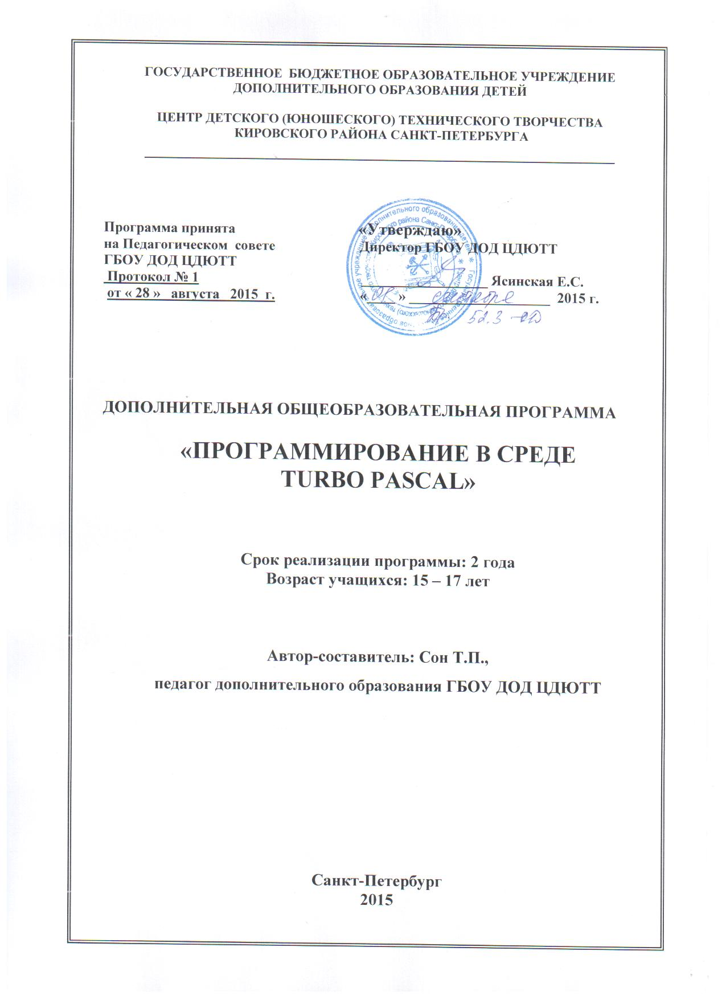 ГОСУДАРСТВЕННОЕ БЮДЖЕТНОЕ ОБРАЗОВАТЕЛЬНОЕ УЧРЕЖДЕНИЕ
ДОПОЛНИТЕЛЬНОГО ОБРАЗОВАНИЯ ДЕТЕЙ
ЦЕНТР ДЕТСКОГО (ЮНОШЕСКОГО) ТЕХНИЧЕСКОГО ТВОРЧЕСТВА
КИРОВСКОГО РАЙОНА САНКТ-ПЕТЕРБУРГА
Программа принята
на Педагогическом совете
ГБОУ ДОД ЦДЮТТ
Протокол № 1
от « 28 » августа 2015 г.
«Утверждаю»
Директор ГБОУ ДОД ЦДЮТТ
Ясинская Е.С.
« 01 » сентября 2015 г.
52.3 -ОД
ДОПОЛНИТЕЛЬНАЯ ОБЩЕОБРАЗОВАТЕЛЬНАЯ ПРОГРАММА
«ПРОГРАММИРОВАНИЕ В СРЕДЕ
TURBO PASCAL»
Срок реализации программы: 2 года
Возраст учащихся: 15 – 17 лет
Автор-составитель: Сон Т.П.,
педагог дополнительного образования ГБОУ ДОД ЦДЮТТ
Санкт-Петербург
2015